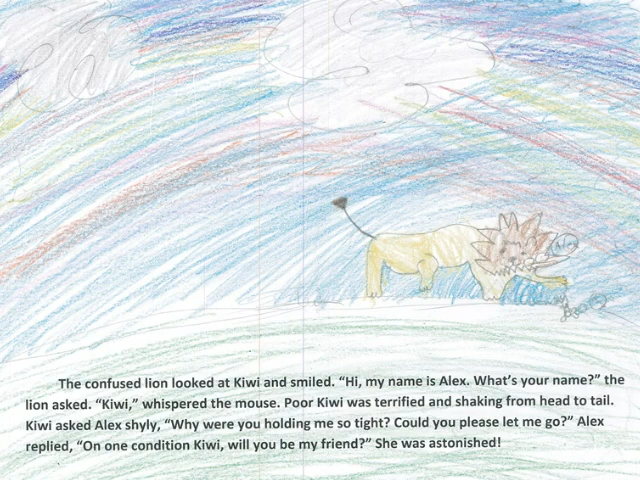 The confused lion looked at Kiwi and smiled. “Hi, my name is Alex. What’s your name?” the
lion asked. “Kiwi,” whispered the mouse. Poor Kiwi was terrified and shaking from head to tail.
Kiwi asked Alex shyly, “Why were you holding me so tight? Could you please let me go?” Alex
replied, “On one condition Kiwi, will you be my friend?” She was astonished!